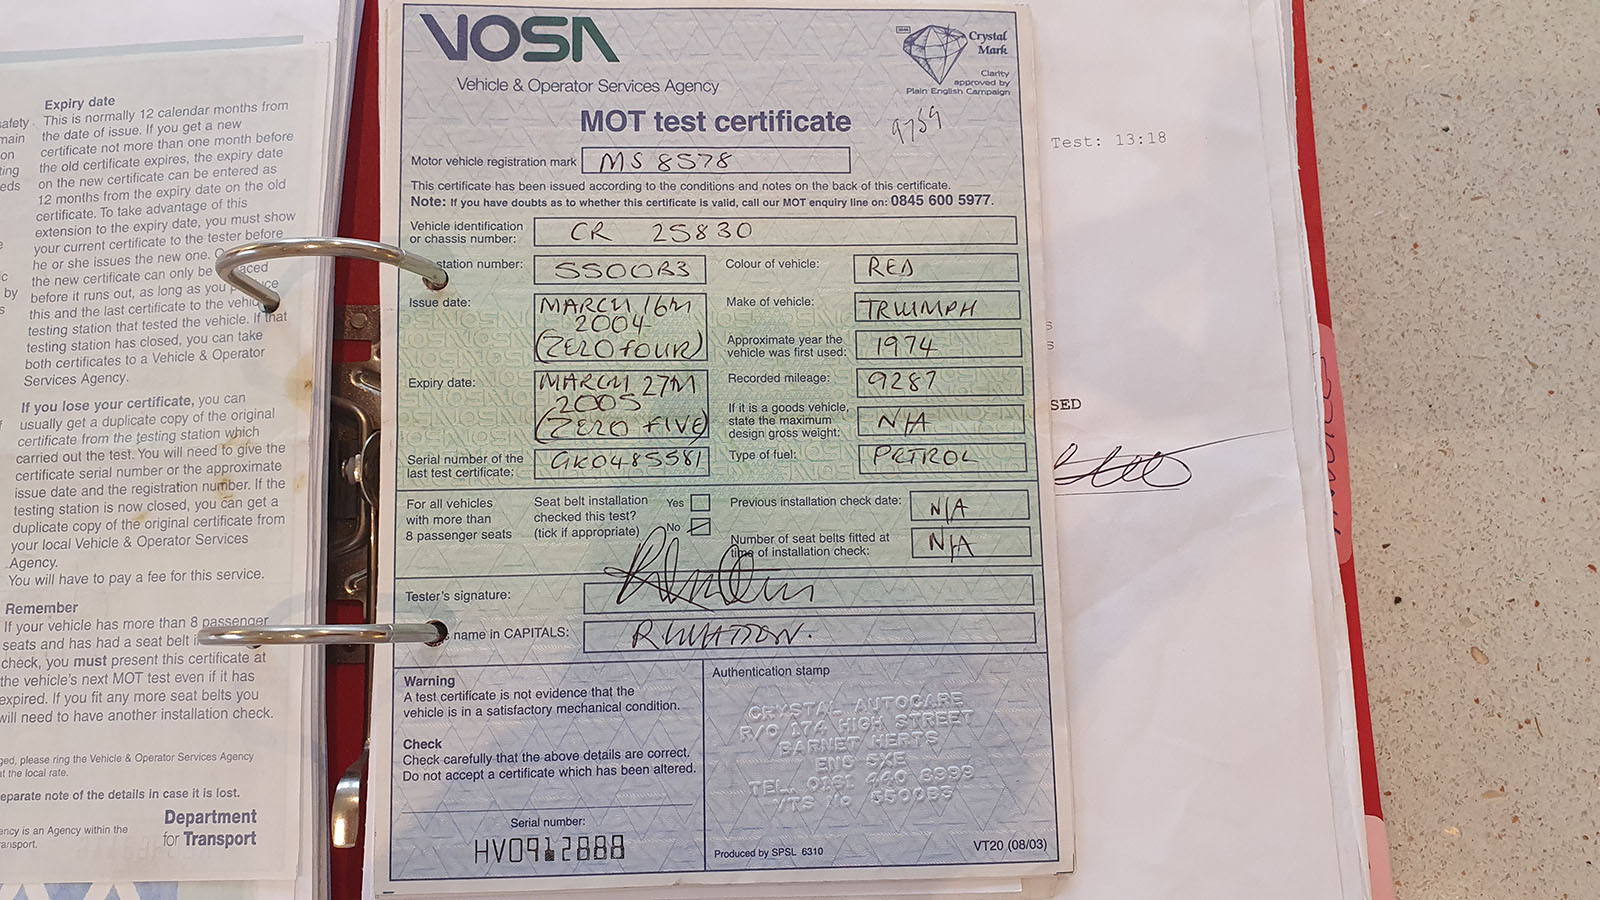 Expiry date
This is normally 12 calendar months from
the date of issue. If you get a new
certificate not more than one month before
the old certificate expires, the expiry date
on the new certificate can be entered as
12 months from the expiry date on the old
certificate. To take advantage of this
extension to the expiry date, you must show
your current certificate to the tester before
he or she issues the new one.
the new certificate can only be
before it runs out, as long as you
this and the last certificate to the
testing station that tested the vehicle. If that
testing station has closed, you can take
both certificates to a Vehicle & Operator
Services Agency.
If you lose your certificate, you can
usually get a duplicate copy of the original
certificate from the testing station which
carried out the test. You will need to give the
certificate serial number or the approximate
issue date and the registration number. If the
testing station is now closed, you can get a
duplicate copy of the original certificate from
your local Vehicle & Operator Services
Agency.
You will have to pay a fee for this service.
Remember
If your vehicle has more than 8 passenger
seats and has had a seat belt
check, you must present this certificate at
the vehicle's next MOT test even if it has
expired. If you fit any more seat belts you
will need to have another installation check.
please ring the Vehicle & Operator Services Agency
at the local rate.
separate note of the details in case it is lost.
Department
for Transport
is an Agency within the
VOSA
Vehicle & Operator Services Agency
Crystal
Mark
Clarity
approved by
Plain English Campaign
MOT test certificate
9759
Motor vehicle registration mark MS 8578
This certificate has been issued according to the conditions and notes on the back of this certificate.
Note: If you have doubts as to whether this certificate is valid, call our MOT enquiry line on: 0845 600 5977.
Vehicle identification
or chassis number: CR 25830
station number: SS00B3
Colour of vehicle: RED
Issue date: MARCH 16TH
2004
(ZERO FOUR)
Make of vehicle: TRIUMPH
Approximate year the
vehicle was first used: 1974
Expiry date: MARCH 27TH
2005
(ZERO FIVE)
Recorded mileage: 9287
If it is a goods vehicle,
state the maximum
design gross weight: N/A
Serial number of the
last test certificate: GK0485581
Type of fuel: PETROL
For all vehicles
with more than
8 passenger seats
Seat belt installation
checked this test?
(tick if appropriate)
Yes
No
Previous installation check date: N/A
Number of seat belts fitted at
time of installation check: N/A
Tester's signature:
name in CAPITALS:
Warning
A test certificate is not evidence that the
vehicle is in a satisfactory mechanical condition.
Check
Check carefully that the above details are correct.
Do not accept a certificate which has been altered.
Serial number:
HV0912888
Authentication stamp
CRYSTAL AUTOCARE
R/O 174 HIGH STREET
BARNET HERTS
EN5 5XE
TEL. 0181 440 8999
VTS No SS00B3
Produced by SPSL 6310
VT20 (08/03)
Test: 13:18